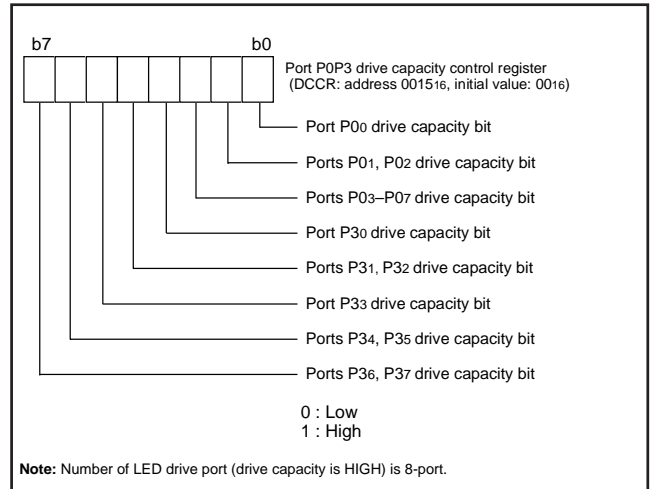 b7 b0
Port P0P3 drive capacity control register
(DCCR: address 001516, initial value: 0016)
Port P00 drive capacity bit
Ports P01, P02 drive capacity bit
Ports P03–P07 drive capacity bit
Port P30 drive capacity bit
Ports P31, P32 drive capacity bit
Port P33 drive capacity bit
Ports P34, P35 drive capacity bit
Ports P36, P37 drive capacity bit
0 : Low
1 : High
Note: Number of LED drive port (drive capacity is HIGH) is 8-port.